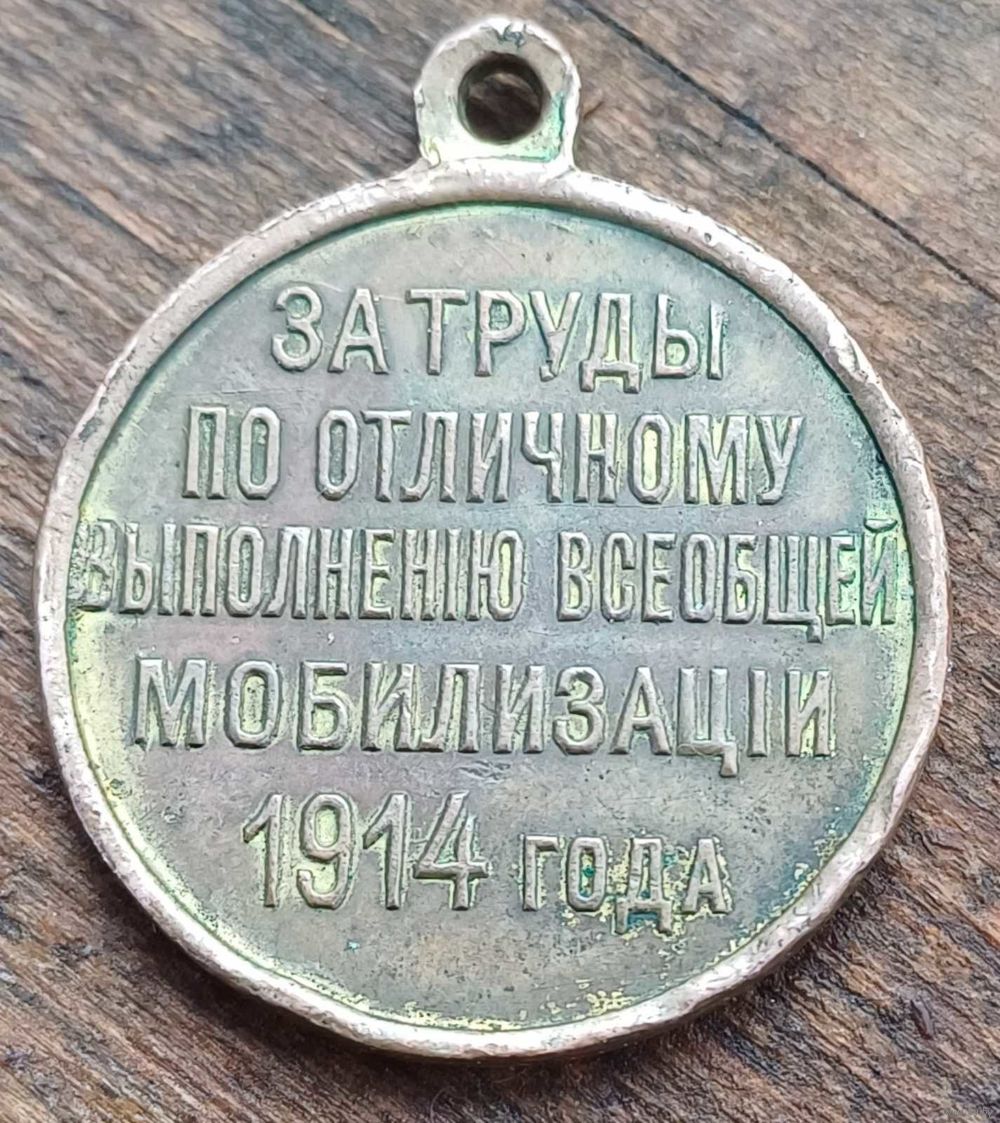 ЗА ТРУДЫ
ПО ОТЛИЧНОМУ
ВЫПОЛНЕНІЮ ВСЕОБЩЕЙ
МОБИЛИЗАЦІИ
1914 ГОДА